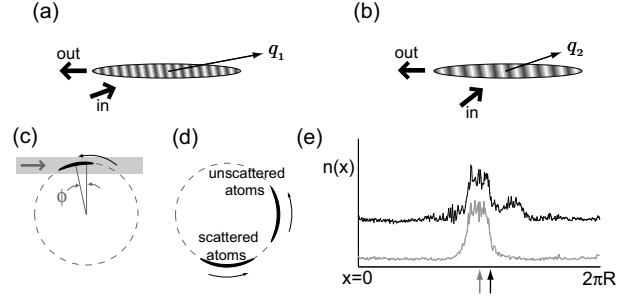 (a)
(b)
out
q1
in
out
q2
in
(c)
(d)
(e)
ϕ
unscattered
atoms
scattered
atoms
n(x)
x=0
2πR